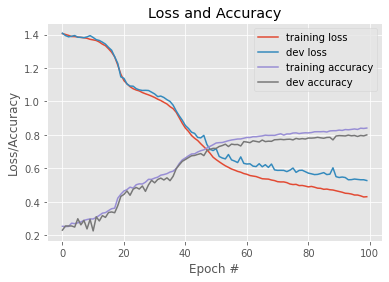 Loss and Accuracy
training loss
dev loss
training accuracy
dev accuracy
Loss/Accuracy
1.4
1.2
1.0
0.8
0.6
0.4
0.2
0 20 40 60 80 100
Epoch #